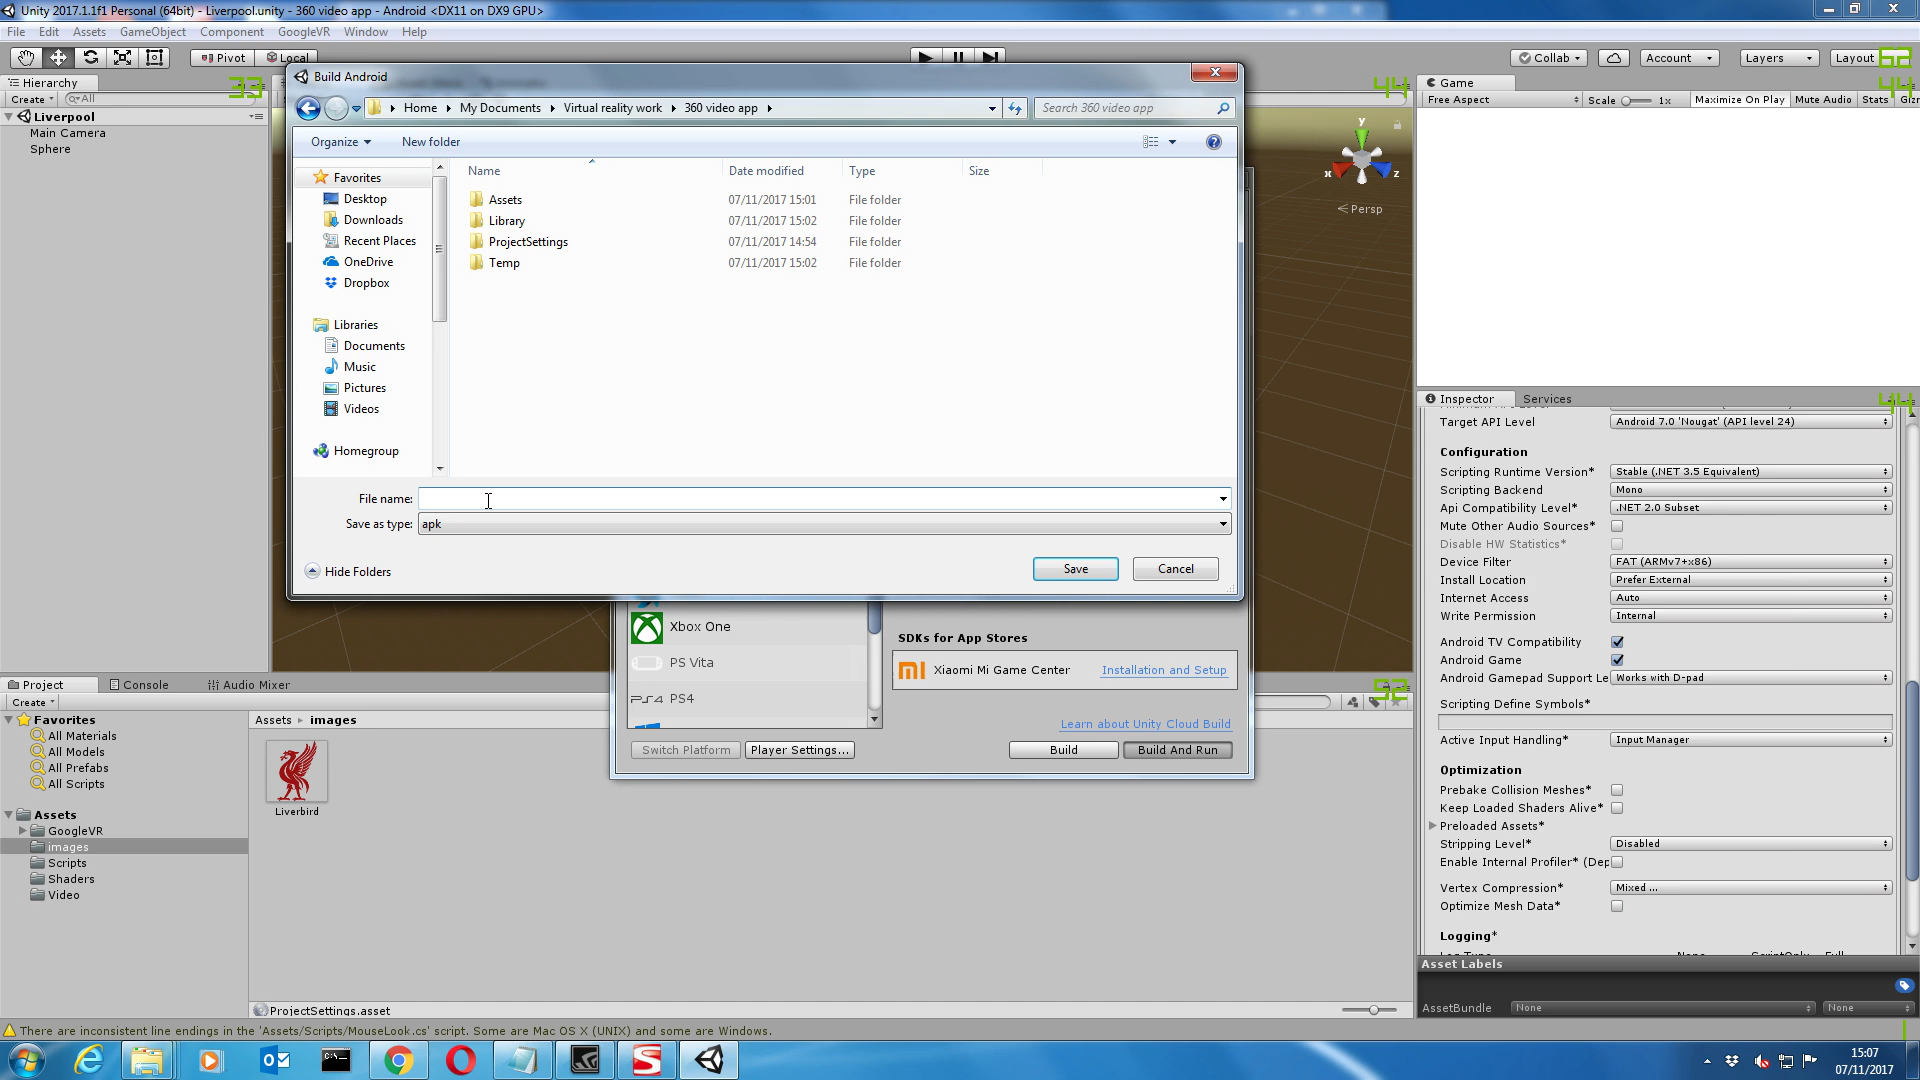 Unity 2017.1.1f1 Personal (64bit) - Liverpool.unity - 360 video app - Android <DX11 on DX9 GPU>
File Edit Assets GameObject Component GoogleVR Window Help
Pivot Local Collab Account Layers Layout
62
Hierarchy
33
Create All
Liverpool
Main Camera
Sphere
Build Android
Home My Documents Virtual reality work 360 video app
Search 360 video app
Organize New folder
Name Date modified Type Size
Assets 07/11/2017 15:01 File folder
Library 07/11/2017 15:02 File folder
ProjectSettings 07/11/2017 14:54 File folder
Temp 07/11/2017 15:02 File folder
Favorites
Desktop
Downloads
Recent Places
OneDrive
Dropbox
Libraries
Documents
Music
Pictures
Videos
Homegroup
File name:
Save as type: apk
Hide Folders
Save Cancel
44
y
x z
Persp
Game
44
Free Aspect Scale 1x Maximize On Play Mute Audio Stats Giz
Xbox One
PS Vita
PS4
SDKs for App Stores
Xiaomi Mi Game Center Installation and Setup
Learn about Unity Cloud Build
Switch Platform Player Settings... Build Build And Run
Inspector Services
44
Target API Level Android 7.0 'Nougat' (API level 24)
Configuration
Scripting Runtime Version* Stable (.NET 3.5 Equivalent)
Scripting Backend Mono
Api Compatibility Level* .NET 2.0 Subset
Mute Other Audio Sources*
Disable HW Statistics*
Device Filter FAT (ARMv7+x86)
Install Location Prefer External
Internet Access Auto
Write Permission Internal
Android TV Compatibility
Android Game
Android Gamepad Support Le Works with D-pad
Scripting Define Symbols*
Active Input Handling* Input Manager
Optimization
Prebake Collision Meshes*
Keep Loaded Shaders Alive*
Preloaded Assets*
Stripping Level* Disabled
Enable Internal Profiler* (Dep
Vertex Compression* Mixed ...
Optimize Mesh Data*
Logging*
Asset Labels
AssetBundle None None
Project Console Audio Mixer
92
Create
Favorites
All Materials
All Models
All Prefabs
All Scripts
Assets
GoogleVR
images
Scripts
Shaders
Video
Assets images
Liverbird
ProjectSettings.asset
There are inconsistent line endings in the 'Assets/Scripts/MouseLook.cs' script. Some are Mac OS X (UNIX) and some are Windows.
15:07
07/11/2017